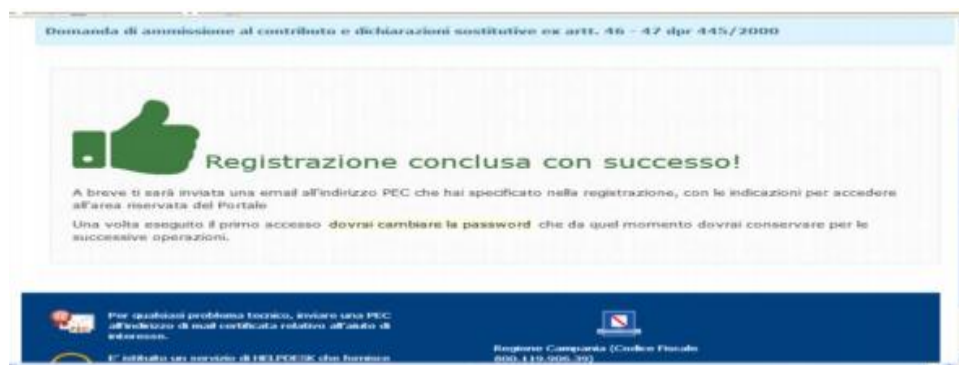 Domanda di ammissione al contributo e dichiarazioni sostitutive ex artt. 46 - 47 dpr 445/2000
Registrazione conclusa con successo!
A breve ti sarà inviata una email all'indirizzo PEC che hai specificato nella registrazione, con le indicazioni per accedere
all'area riservata del Portale
Una volta eseguito il primo accesso dovrai cambiare la password che da quel momento dovrai conservare per le
successive operazioni.
Per qualsiasi problema tecnico, inviare una PEC
all'indirizzo di mail certificata relativo all'aiuto di
interesse.
E' istituito un servizio di HELPDESK che fornisce
Regione Campania (Codice Fiscale
800.119.906.39)